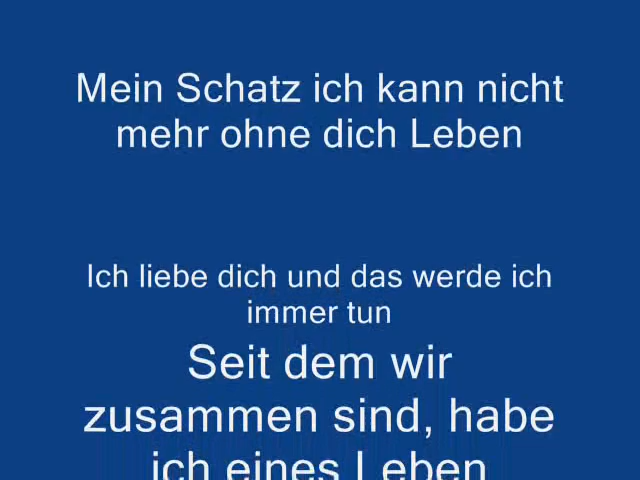 Mein Schatz ich kann nicht
mehr ohne dich Leben
Ich liebe dich und das werde ich
immer tun
Seit dem wir
zusammen sind, habe
ich eines Leben